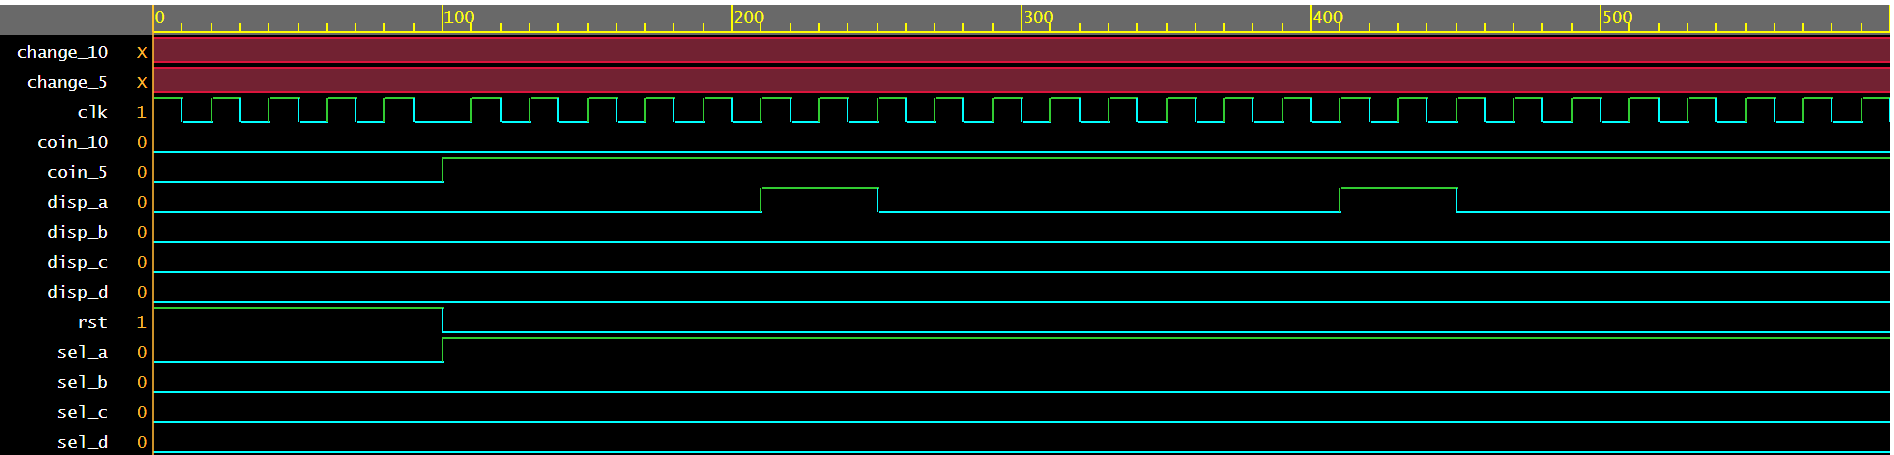 0 100 200 300 400 500
change_10 X
change_5 X
clk 1
coin_10 0
coin_5 0
disp_a 0
disp_b 0
disp_c 0
disp_d 0
rst 1
sel_a 0
sel_b 0
sel_c 0
sel_d 0